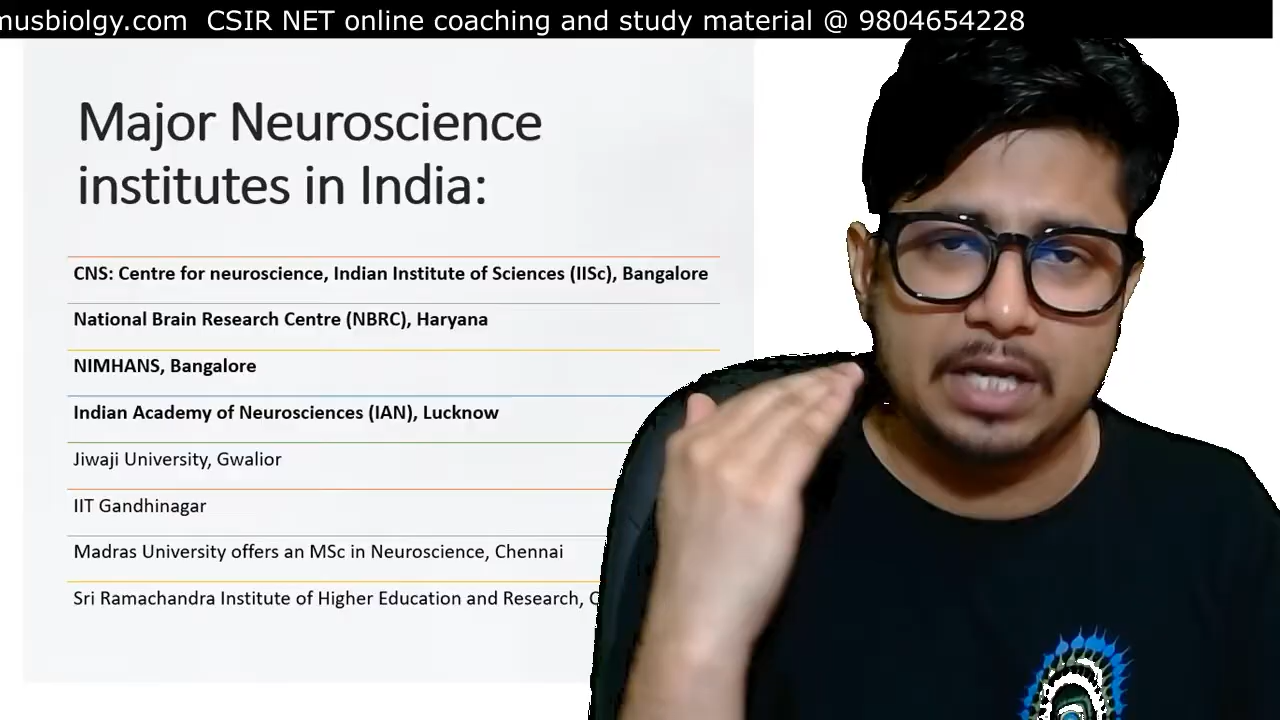 musbiolgy.com CSIR NET online coaching and study material @ 9804654228
Major Neuroscience
institutes in India:
CNS: Centre for neuroscience, Indian Institute of Sciences (IISc), Bangalore
National Brain Research Centre (NBRC), Haryana
NIMHANS, Bangalore
Indian Academy of Neurosciences (IAN), Lucknow
Jiwaji University, Gwalior
IIT Gandhinagar
Madras University offers an MSc in Neuroscience, Chennai
Sri Ramachandra Institute of Higher Education and Research,